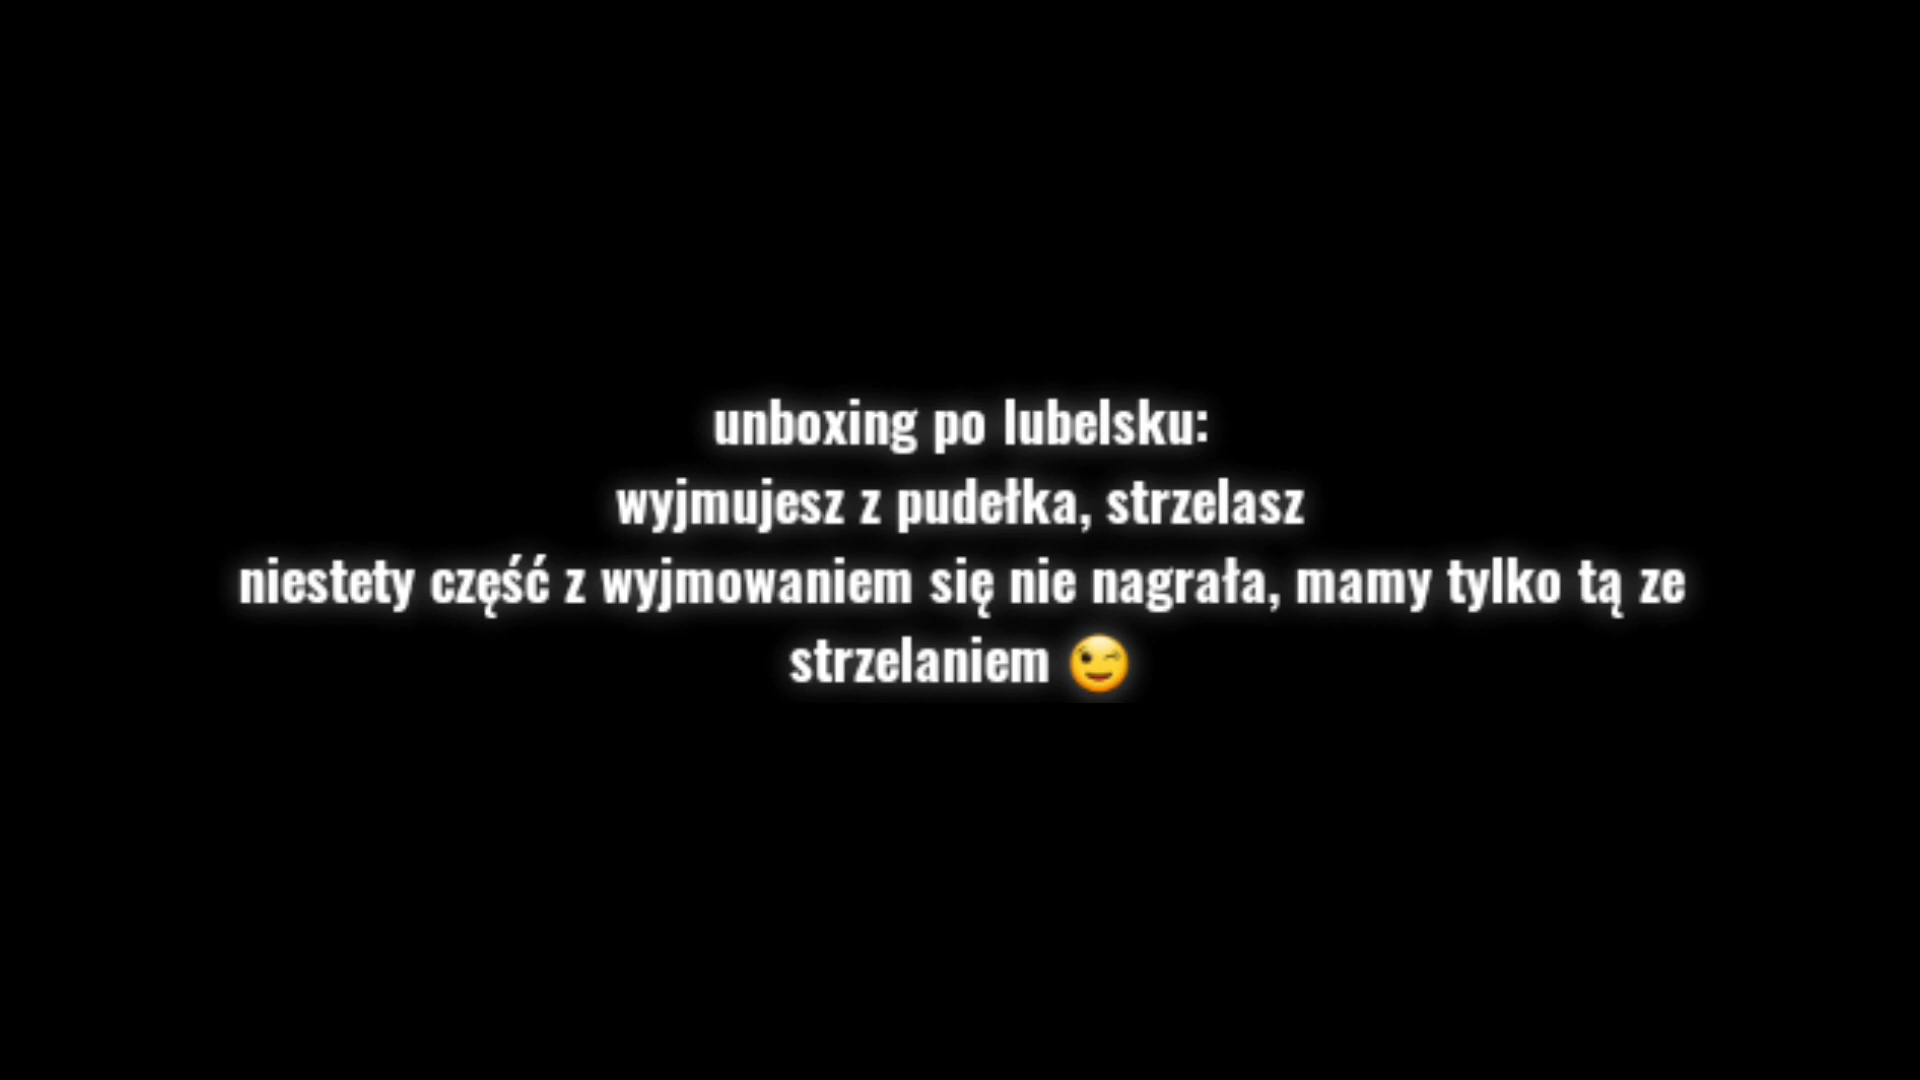 unboxing po lubelsku:
wyjmujesz z pudełka, strzelasz
niestety część z wyjmowaniem się nie nagrała, mamy tylko tą ze
strzelaniem 😉